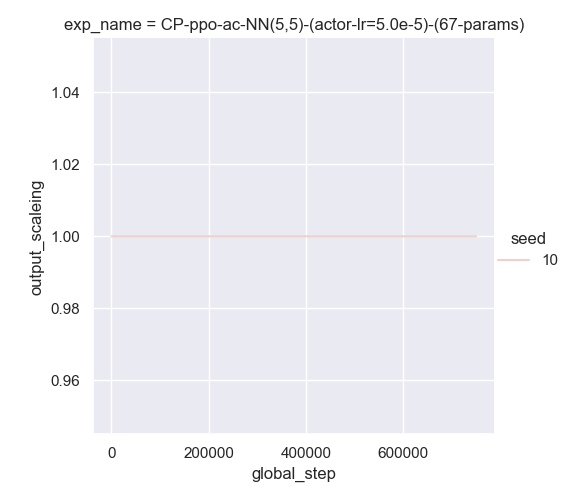 exp_name = CP-ppo-ac-NN(5,5)-(actor-lr=5.0e-5)-(67-params)
1.04
1.02
1.00
0.98
0.96
output_scaleing
0
200000
400000
600000
global_step
seed
10